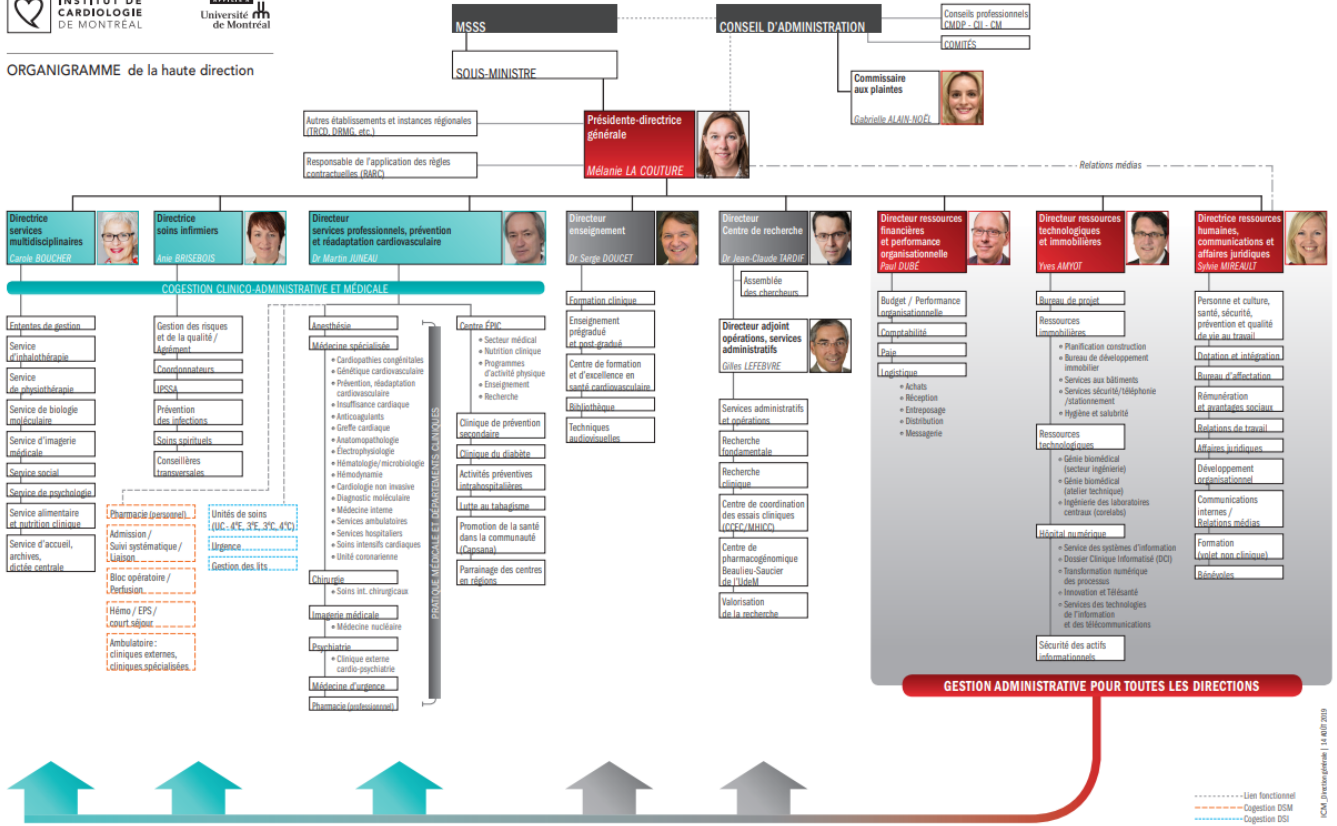 INSTITUT DE
CARDIOLOGIE
DE MONTRÉAL
Université
de Montréal
ORGANIGRAMME de la haute direction
MSSS
SOUS-MINISTRE
CONSEIL D'ADMINISTRATION
Conseils professionnels
CMDP - CII - CM
COMITÉS
Commissaire
aux plaintes
Gabrielle ALAIN-NOËL
Autres établissements et instances régionales
(TRCD, DRMG, etc.)
Responsable de l'application des règles
contractuelles (RARC)
Présidente-directrice
générale
Mélanie LA COUTURE
Relations médias
Directrice
services
multidisciplinaires
Carole BOUCHER
Directrice
soins infirmiers
Anie BRISEBOIS
Directeur
services professionnels, prévention
et réadaptation cardiovasculaire
Dr Martin JUNEAU
Directeur
enseignement
Dr Serge DOUCET
Directeur
Centre de recherche
Dr Jean-Claude TARDIF
Directeur ressources
financières
et performance
organisationnelle
Paul DUBÉ
Directeur ressources
technologiques
et immobilières
Yves AMYOT
Directrice ressources
humaines,
communications et
affaires juridiques
Sylvie MIREAULT
COGESTION CLINICO-ADMINISTRATIVE ET MÉDICALE
Ententes de gestion
Service
d'inhalothérapie
Service
de physiothérapie
Service de biologie
moléculaire
Service d'imagerie
médicale
Service social
Service de psychologie
Service alimentaire
et nutrition clinique
Service d'accueil,
archives,
dictée centrale
Gestion des risques
et de la qualité /
Agrément
Coordonnateurs
IPSSA
Prévention
des infections
Soins spirituels
Conseillères
transversales
Pharmacie (personnel)
Admission /
Suivi systématique /
Liaison
Bloc opératoire /
Perfusion
Hémo / EPS /
court séjour
Ambulatoire :
cliniques externes,
cliniques spécialisées
Unités de soins
(UC - 4°E, 3°E, 3°C, 4°C)
Urgence
Gestion des lits
Anesthésie
Médecine spécialisée
• Cardiopathies congénitales
• Génétique cardiovasculaire
• Prévention, réadaptation
cardiovasculaire
• Insuffisance cardiaque
• Anticoagulants
• Greffe cardiaque
• Anatomopathologie
• Électrophysiologie
• Hématologie/microbiologie
• Hémodynamie
• Cardiologie non invasive
• Diagnostic moléculaire
• Médecine interne
• Services ambulatoires
• Services hospitaliers
• Soins intensifs cardiaques
• Unité coronarienne
Chirurgie
• Soins int. chirurgicaux
Imagerie médicale
• Médecine nucléaire
Psychiatrie
• Clinique externe
cardio-psychiatrie
Médecine d'urgence
Pharmacie (professionnel)
PRATIQUE MÉDICALE ET DÉPARTEMENTS CLINIQUES
Centre ÉPIC
• Secteur médical
• Nutrition clinique
• Programmes
d'activité physique
• Enseignement
• Recherche
Clinique de prévention
secondaire
Clinique du diabète
Activités préventives
intrahospitalières
Lutte au tabagisme
Promotion de la santé
dans la communauté
(Capsana)
Parrainage des centres
en régions
Formation clinique
Enseignement
prégradué
et post-gradué
Centre de formation
et d'excellence en
santé cardiovasculaire
Bibliothèque
Techniques
audiovisuelles
Assemblée
des chercheurs
Directeur adjoint
opérations, services
administratifs
Gilles LEFEBVRE
Services administratifs
et opérations
Recherche
fondamentale
Recherche
clinique
Centre de coordination
des essais cliniques
(CCEC/MHICC)
Centre de
pharmacogénomique
Beaulieu-Saucier
de l'UdeM
Valorisation
de la recherche
Budget / Performance
organisationnelle
Comptabilité
Paie
Logistique
• Achats
• Réception
• Entreposage
• Distribution
• Messagerie
Bureau de projet
Ressources
immobilières
• Planification construction
• Bureau de développement
immobilier
• Services aux bâtiments
• Services sécurité/téléphonie
/stationnement
• Hygiène et salubrité
Ressources
technologiques
• Génie biomédical
(secteur ingénierie)
• Génie biomédical
(atelier technique)
• Ingénierie des laboratoires
centraux (corelabs)
Hôpital numérique
• Service des systèmes d'information
• Dossier Clinique Informatisé (DCI)
• Transformation numérique
des processus
• Innovation et Télésanté
• Services des technologies
de l'information
et des télécommunications
Sécurité des actifs
informationnels
Personne et culture,
santé, sécurité,
prévention et qualité
de vie au travail
Dotation et intégration
Bureau d'affectation
Rémunération
et avantages sociaux
Relations de travail
Affaires juridiques
Développement
organisationnel
Communications
internes /
Relations médias
Formation
(volet non clinique)
Bénévoles
GESTION ADMINISTRATIVE POUR TOUTES LES DIRECTIONS
Lien fonctionnel
Cogestion DSM
Cogestion DSI
ICM_Direction générale | 14 AOÛT 2019